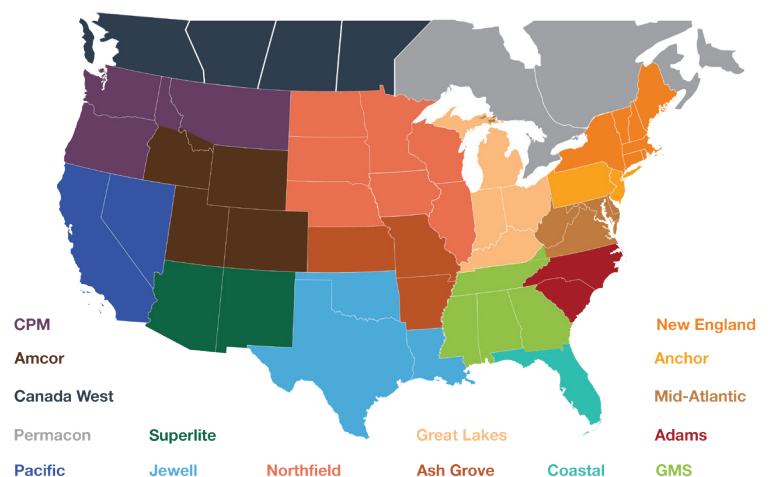 CPM
New England
Amcor
Anchor
Canada West
Mid-Atlantic
Permacon
Superlite
Great Lakes
Adams
Pacific
Jewell
Northfield
Ash Grove
Coastal
GMS